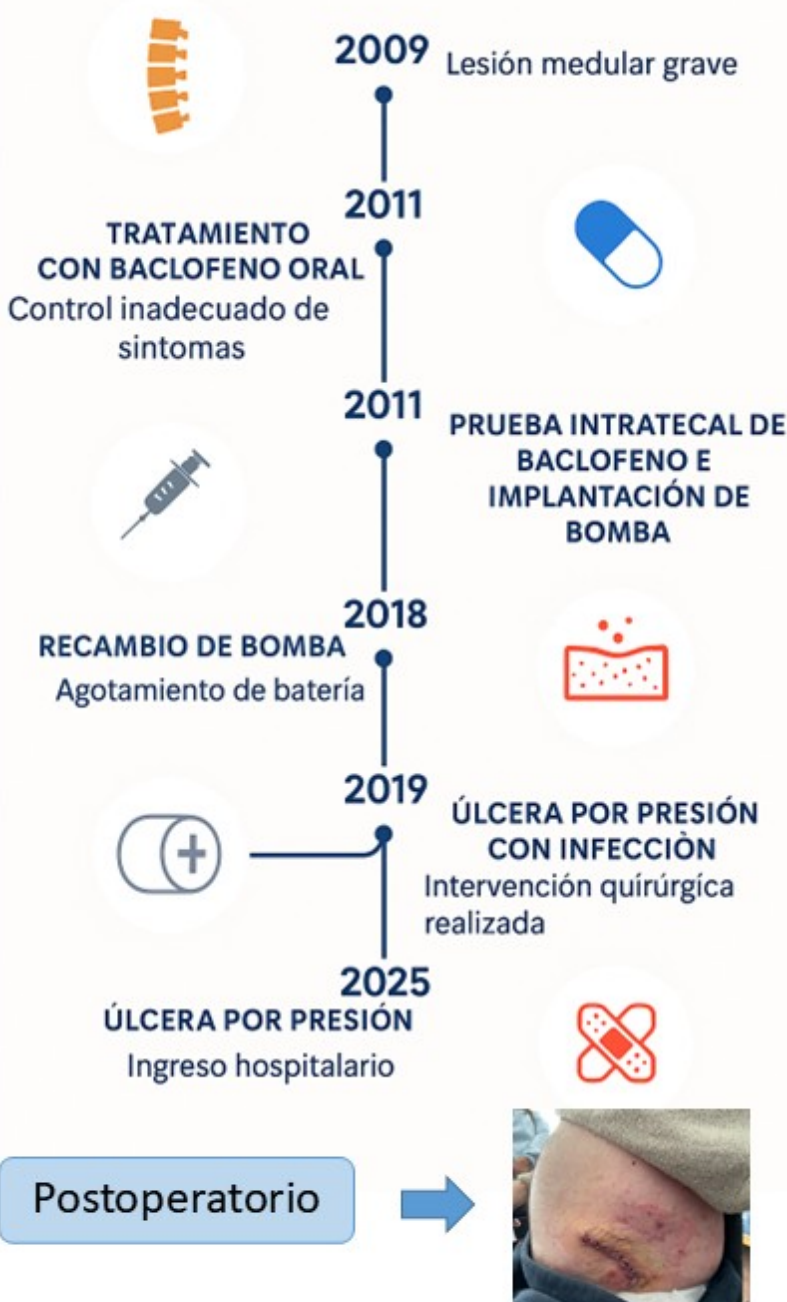 2009
Lesión medular grave
2011
TRATAMIENTO
CON BACLOFENO ORAL
Control inadecuado de
sintomas
2011
PRUEBA INTRATECAL DE
BACLOFENO E
IMPLANTACIÓN DE
BOMBA
2018
RECAMBIO DE BOMBA
Agotamiento de batería
2019
ÚLCERA POR PRESIÓN
CON INFECCIÒN
Intervención quírúrgíca
realizada
2025
ÚLCERA POR PRESIÓN
Ingreso hospitalario
Postoperatorio